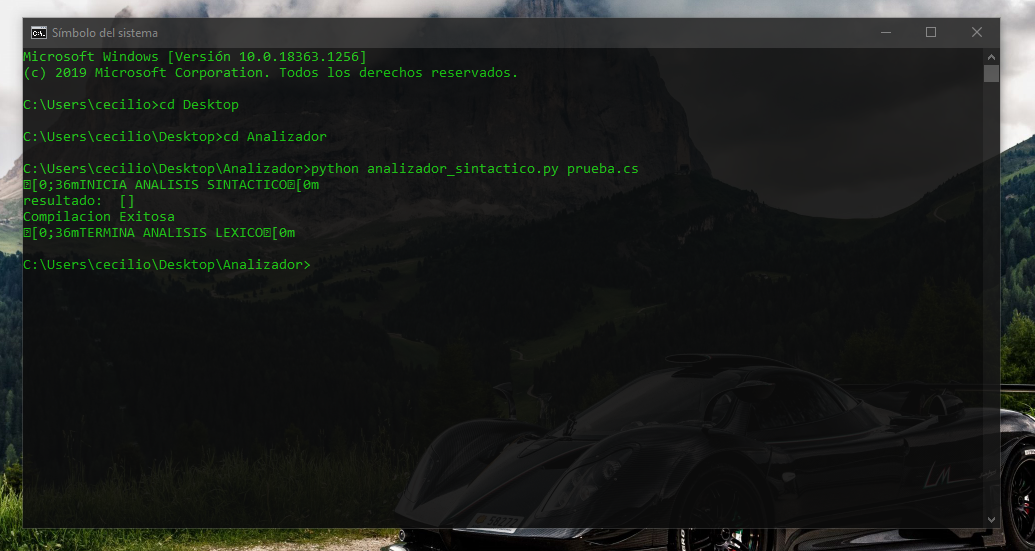 Símbolo del sistema
Microsoft Windows [Versión 10.0.18363.1256]
(c) 2019 Microsoft Corporation. Todos los derechos reservados.
C:\Users\cecilio>cd Desktop
C:\Users\cecilio\Desktop>cd Analizador
C:\Users\cecilio\Desktop\Analizador>python analizador_sintactico.py prueba.cs
[0;36mINICIA ANALISIS SINTACTICO[0m
resultado:  []
Compilacion Exitosa
[0;36mTERMINA ANALISIS LEXICO[0m
C:\Users\cecilio\Desktop\Analizador>
LM